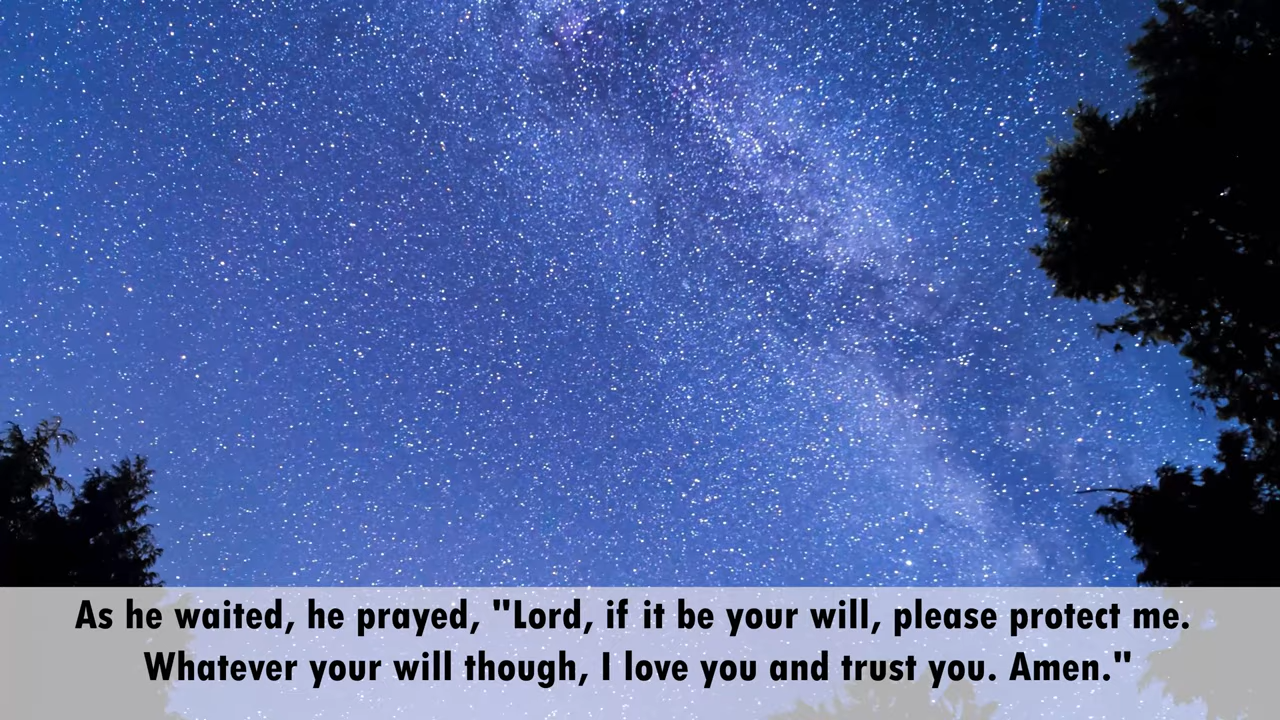 As he waited, he prayed, "Lord, if it be your will, please protect me.
Whatever your will though, I love you and trust you. Amen."